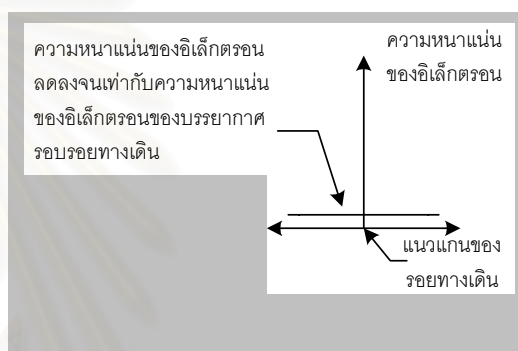 ความหนาแน่นของอิเล็กตรอน
ลดลงจนเท่ากับความหนาแน่น
ของอิเล็กตรอนของบรรยากาศ
รอบรอยทางเดิน
ความหนาแน่น
ของอิเล็กตรอน
แนวแกนของ
รอยทางเดิน